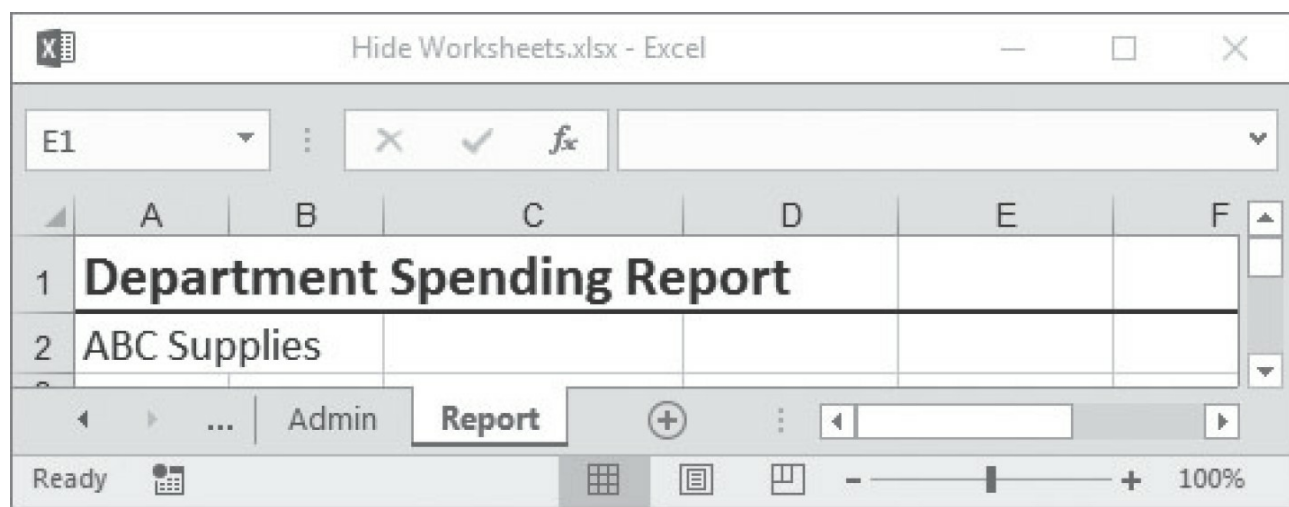 Hide Worksheets.xlsx - Excel
E1 fx
A B C D E F
1 Department Spending Report
2 ABC Supplies
... Admin Report
Ready 100%